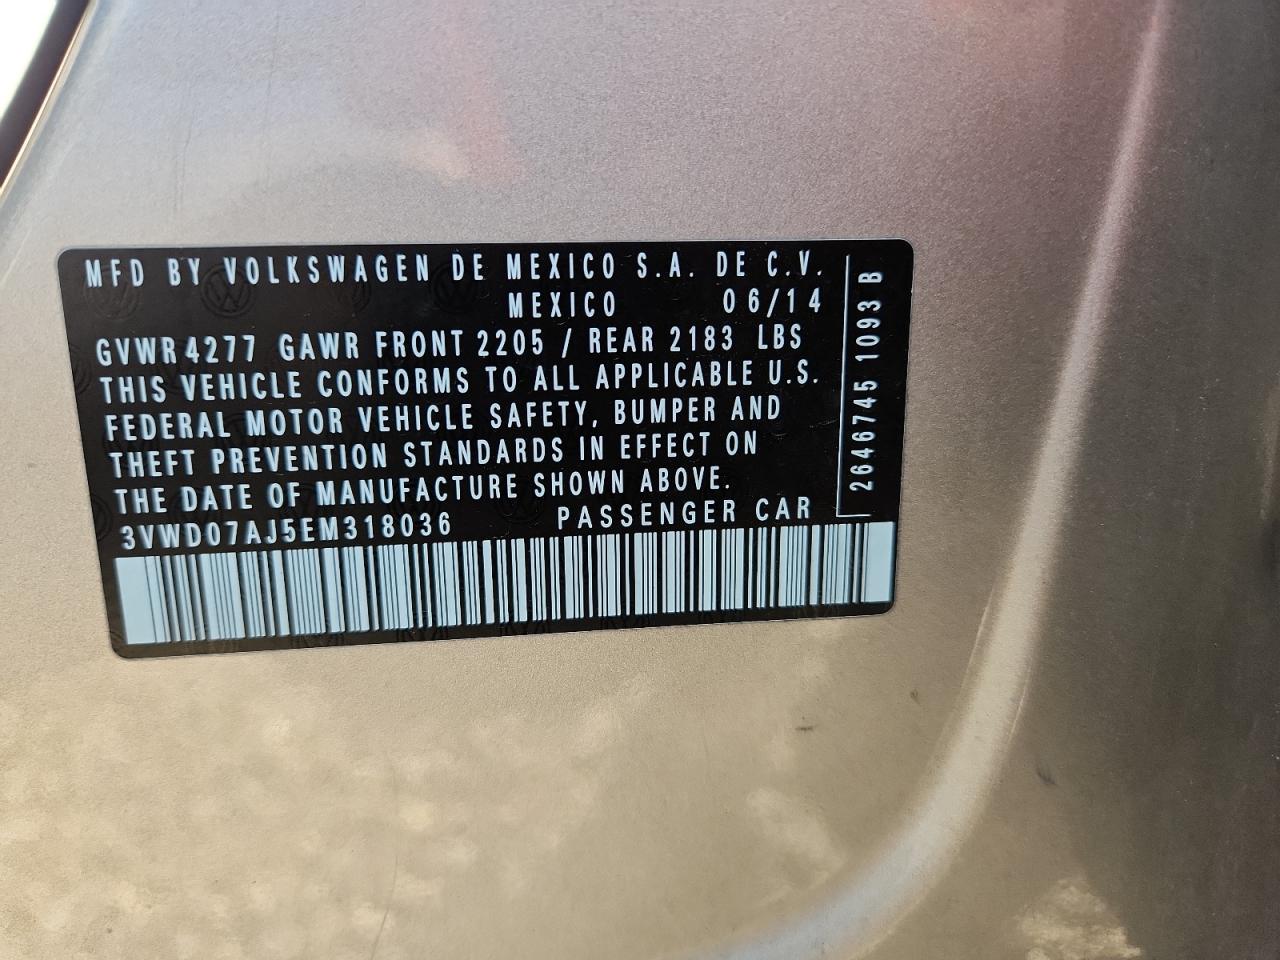 MFD BY VOLKSWAGEN DE MEXICO S.A. DE C.V.
MEXICO 06/14
GVWR 4277 GAWR FRONT 2205 / REAR 2183 LBS
THIS VEHICLE CONFORMS TO ALL APPLICABLE U.S.
FEDERAL MOTOR VEHICLE SAFETY, BUMPER AND
THEFT PREVENTION STANDARDS IN EFFECT ON
THE DATE OF MANUFACTURE SHOWN ABOVE.
3VWD07AJ5EM318036 PASSENGER CAR
2646745 1093 B